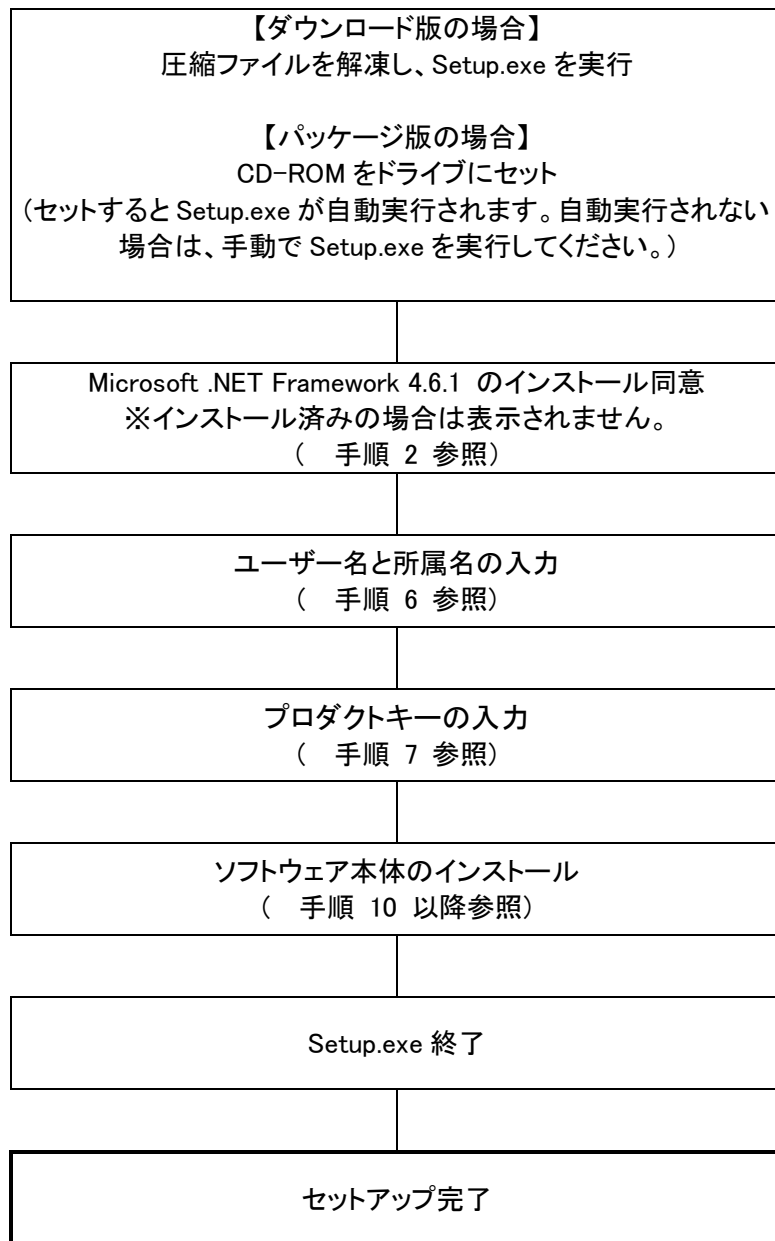 【ダウンロード版の場合】
圧縮ファイルを解凍し、Setup.exe を実行
【パッケージ版の場合】
CD-ROM をドライブにセット
（セットすると Setup.exe が自動実行されます。自動実行されない
場合は、手動で Setup.exe を実行してください。）
Microsoft .NET Framework 4.6.1 のインストール同意
※インストール済みの場合は表示されません。
（　手順 2 参照）
ユーザー名と所属名の入力
（　手順 6 参照）
プロダクトキーの入力
（　手順 7 参照）
ソフトウェア本体のインストール
（　手順 10 以降参照）
Setup.exe 終了
セットアップ完了